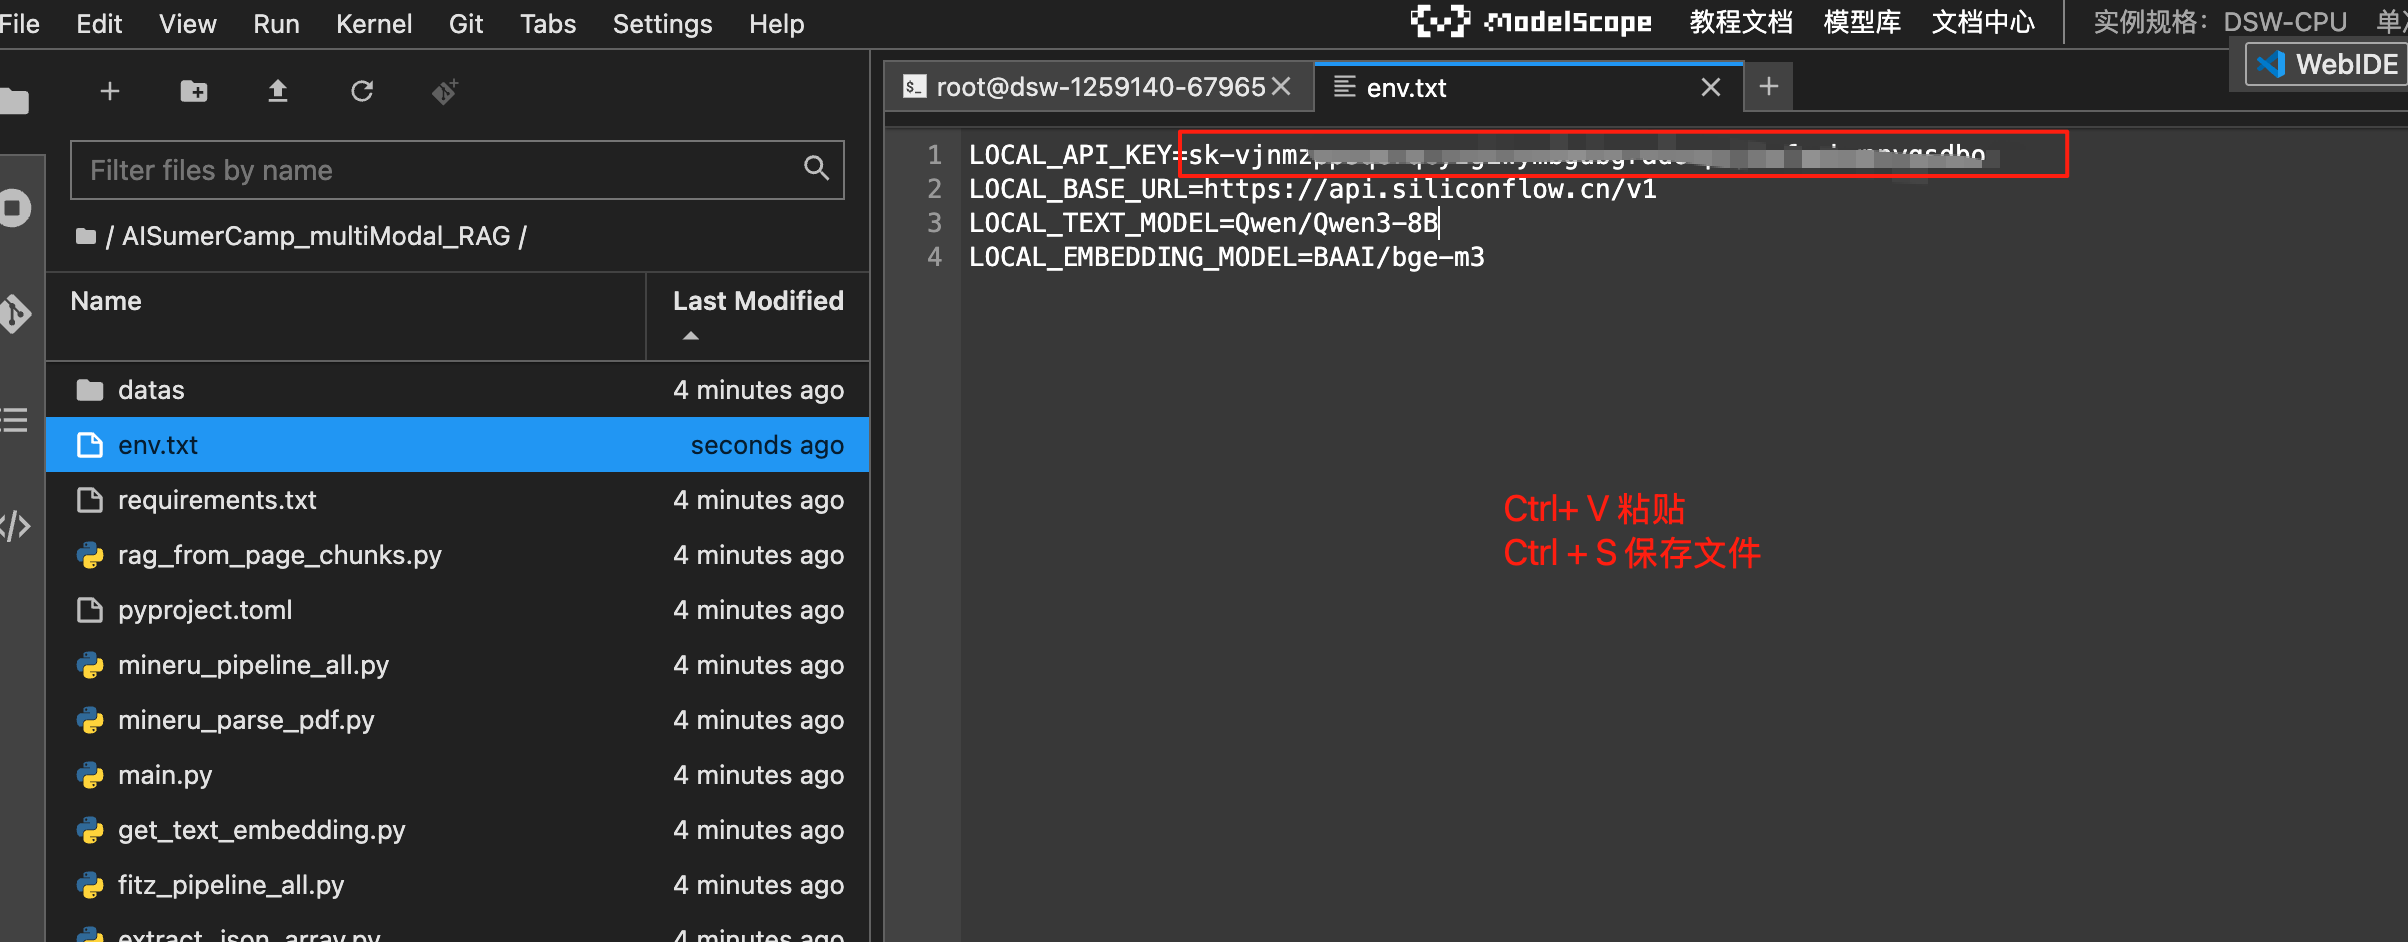 File Edit View Run Kernel Git Tabs Settings Help
ModelScope 教程文档 模型库 文档中心 实例规格: DSW-CPU
WebIDE
root@dsw-1259140-67965 env.txt
Filter files by name
/ AISumerCamp_multiModal_RAG /
Name Last Modified
datas 4 minutes ago
env.txt seconds ago
requirements.txt 4 minutes ago
rag_from_page_chunks.py 4 minutes ago
pyproject.toml 4 minutes ago
mineru_pipeline_all.py 4 minutes ago
mineru_parse_pdf.py 4 minutes ago
main.py 4 minutes ago
get_text_embedding.py 4 minutes ago
fitz_pipeline_all.py 4 minutes ago
extract_json_array.py 4 minutes ago
1 LOCAL_API_KEY=
2 LOCAL_BASE_URL=https://api.siliconflow.cn/v1
3 LOCAL_TEXT_MODEL=Qwen/Qwen3-8B
4 LOCAL_EMBEDDING_MODEL=BAAI/bge-m3
Ctrl+ V 粘贴
Ctrl + S 保存文件